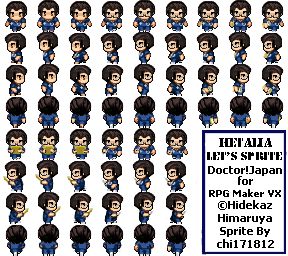 HETALIA
LET'S SPRITE
Doctor!Japan
for
RPG Maker VX
©Hidekaz
Himaruya
Sprite By
chi171812